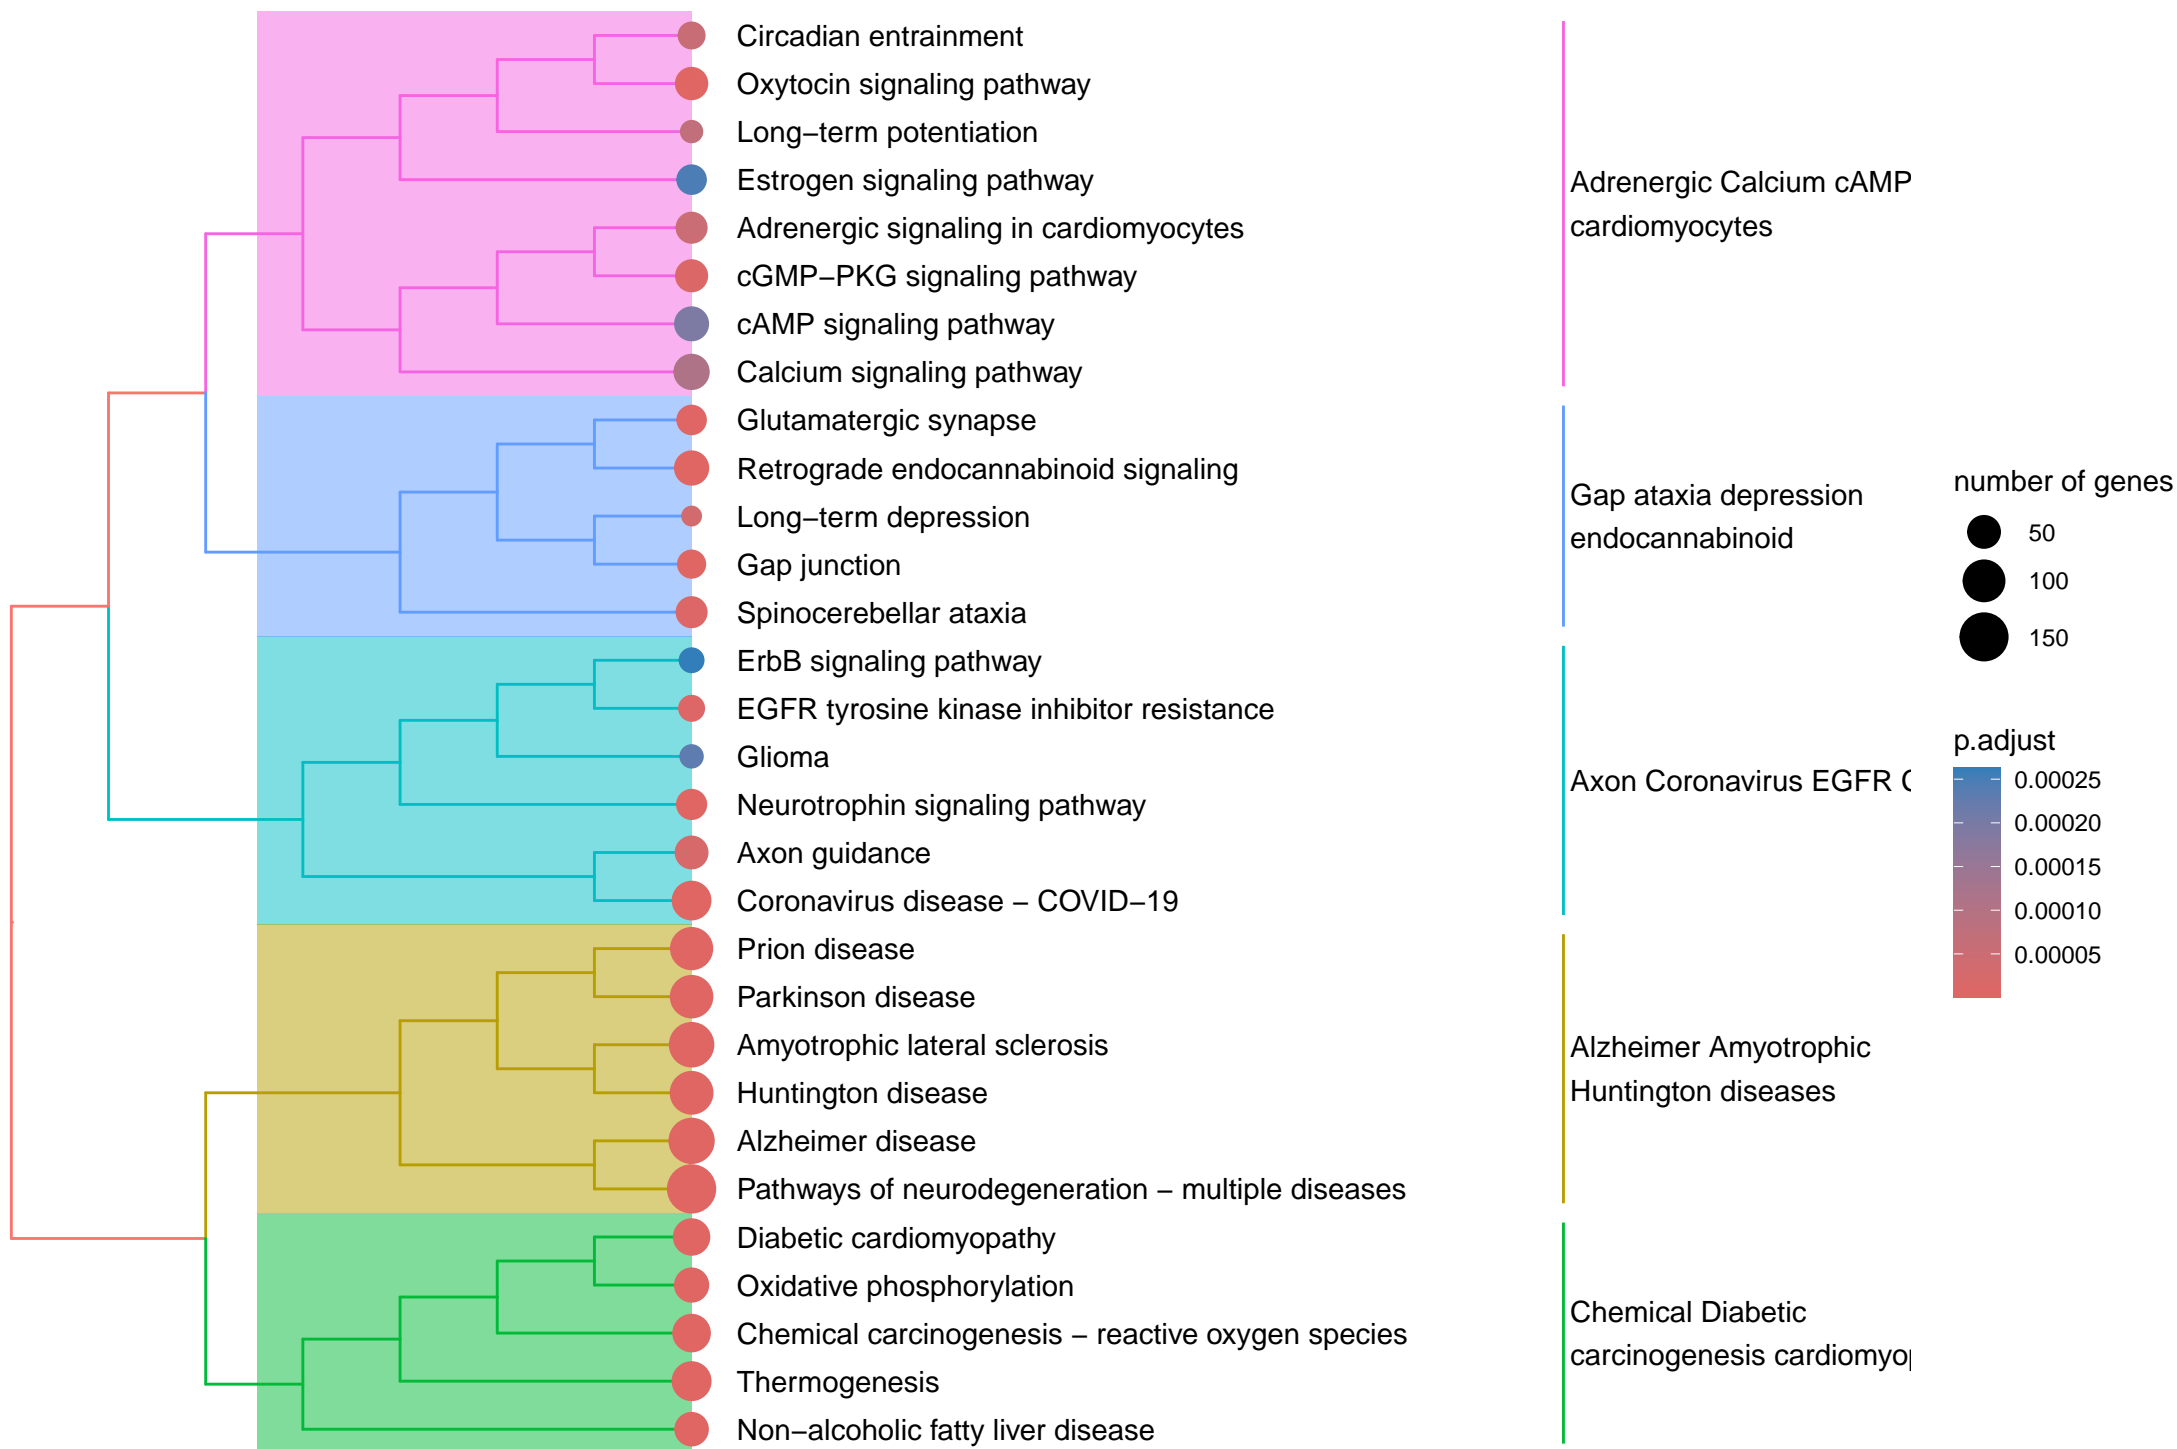 Circadian entrainment
Oxytocin signaling pathway
Long−term potentiation
Estrogen signaling pathway
Adrenergic signaling in cardiomyocytes
cGMP−PKG signaling pathway
cAMP signaling pathway
Calcium signaling pathway
Glutamatergic synapse
Retrograde endocannabinoid signaling
Long−term depression
Gap junction
Spinocerebellar ataxia
ErbB signaling pathway
EGFR tyrosine kinase inhibitor resistance
Glioma
Neurotrophin signaling pathway
Axon guidance
Coronavirus disease − COVID−19
Prion disease
Parkinson disease
Amyotrophic lateral sclerosis
Huntington disease
Alzheimer disease
Pathways of neurodegeneration − multiple diseases
Diabetic cardiomyopathy
Oxidative phosphorylation
Chemical carcinogenesis − reactive oxygen species
Thermogenesis
Non−alcoholic fatty liver disease
Adrenergic Calcium cAMP
cardiomyocytes
Gap ataxia depression
endocannabinoid
Axon Coronavirus EGFR
Alzheimer Amyotrophic
Huntington diseases
Chemical Diabetic
carcinogenesis
number of genes
50
100
150
p.adjust
0.00025
0.00020
0.00015
0.00010
0.00005